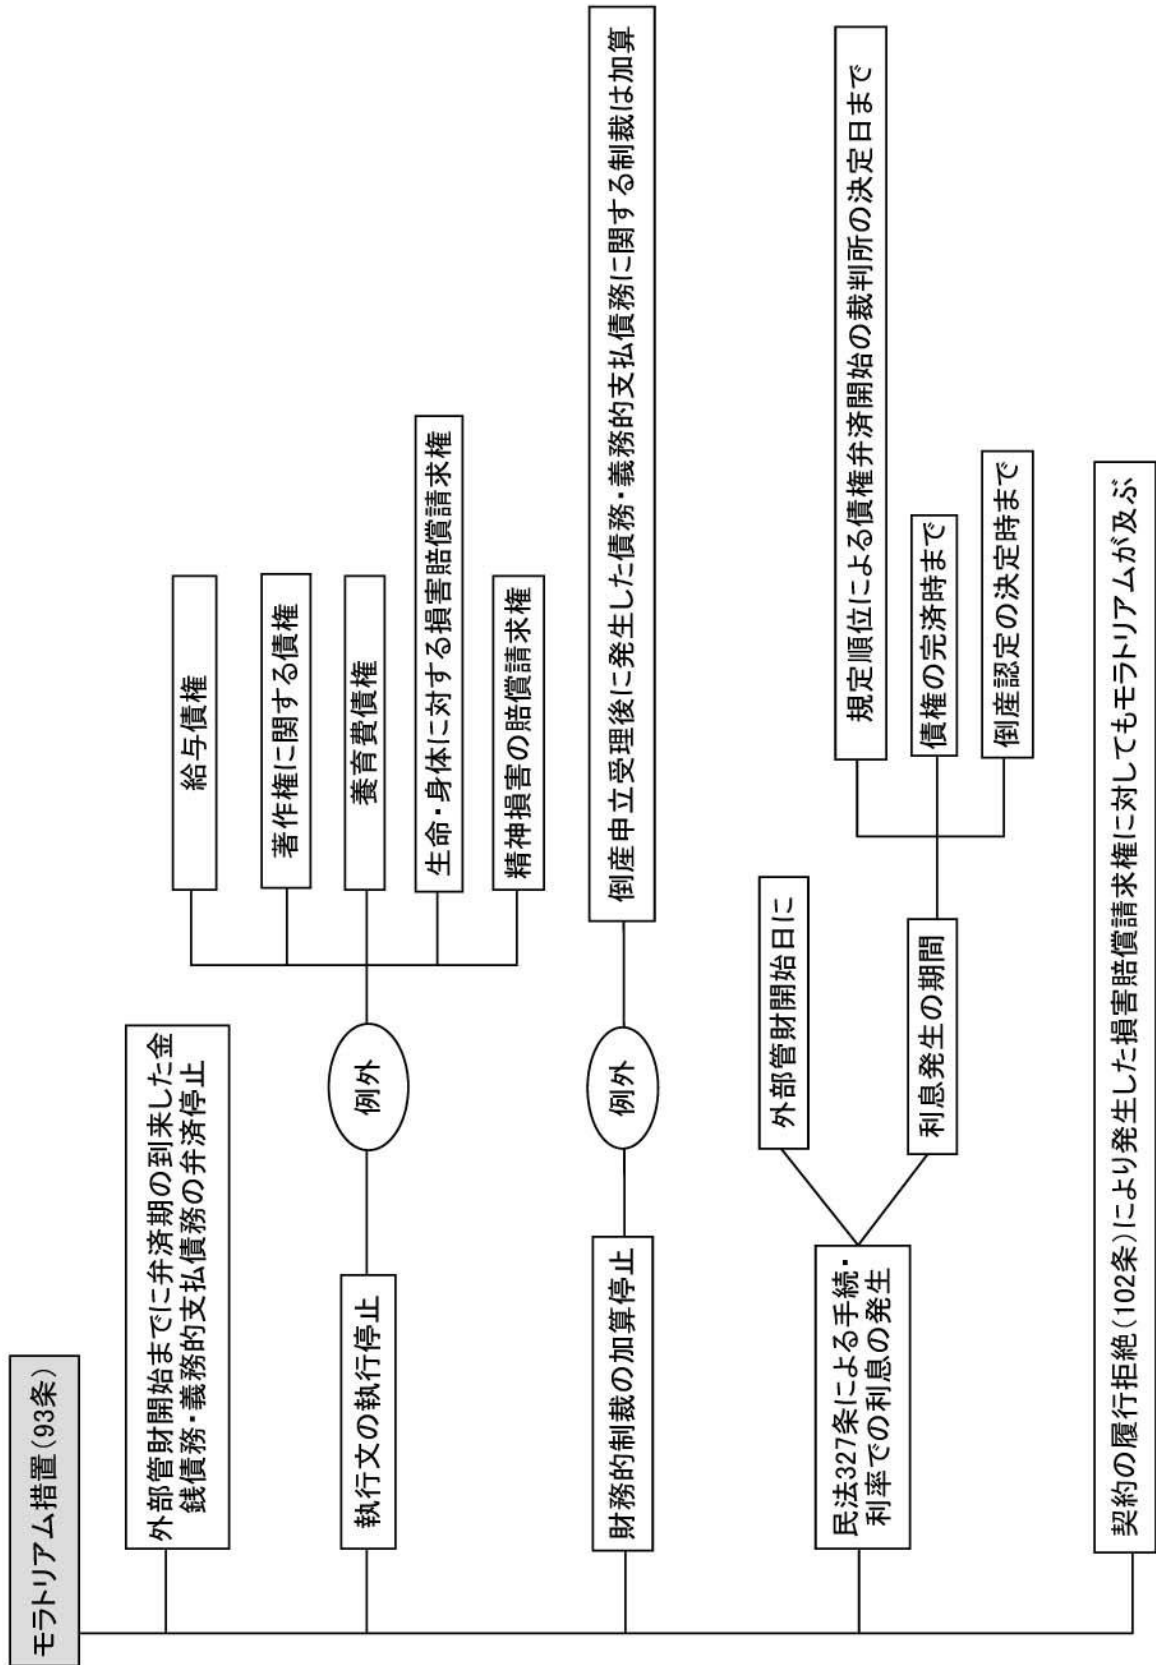 モラトリアム措置(93条)
外部管財開始までに弁済期の到来した金
銭債務・義務的支払債務の弁済停止
執行文の執行停止
例外
給与債権
著作権に関する債権
養育費債権
生命・身体に対する損害賠償請求権
精神損害の賠償請求権
財務的制裁の加算停止
例外
倒産申立受理後に発生した債務・義務的支払債務に関する制裁は加算
民法327条による手続・
利率での利息の発生
外部管財開始日に
利息発生の期間
規定順位による債権弁済開始の裁判所の決定日まで
債権の完済時まで
倒産認定の決定時まで
契約の履行拒絶(102条)により発生した損害賠償請求権に対してもモラトリアムが及ぶ